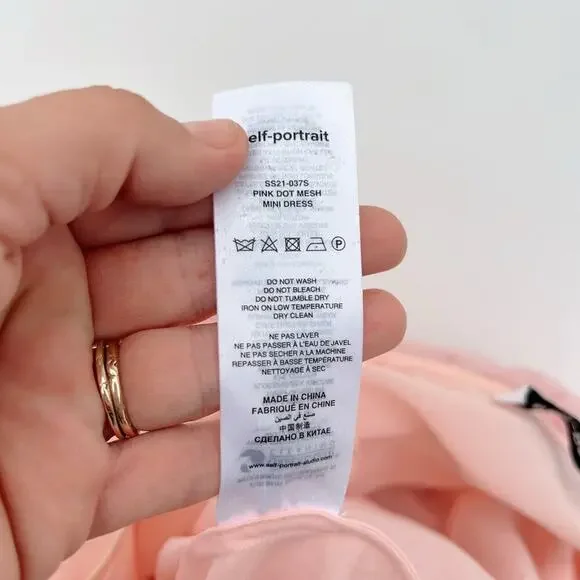 elf-portrait
SS21-037S
PINK DOT MESH
MINI DRESS
P
DO NOT WASH
DO NOT BLEACH
DO NOT TUMBLE DRY
IRON ON LOW TEMPERATURE
DRY CLEAN
NE PAS LAVER
NE PAS PASSER À L'EAU DE JAVEL
NE PAS SECHER A LA MACHINE
REPASSER À BASSE TEMPÉRATURE
NETTOYAGE À SEC
MADE IN CHINA
FABRIQUÉ EN CHINE
صنع في الصين
中国制造
СДЕЛАНО В КИТАЕ
www.self-portrait-studio.com